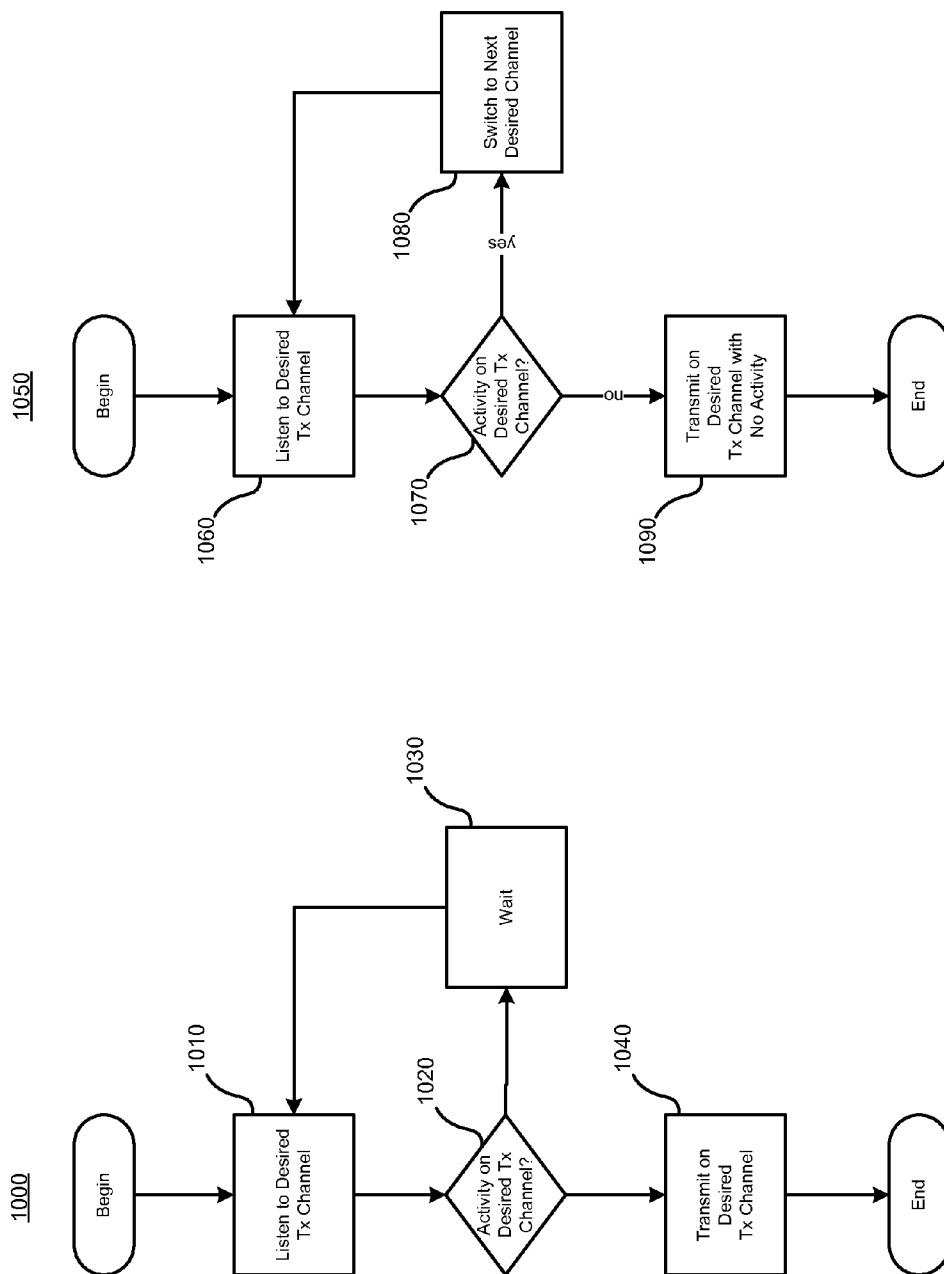 1000
Begin
Listen to Desired
Tx Channel
1010
Activity on
Desired Tx
Channel?
1020
Wait
1030
Transmit on
Desired
Tx Channel
1040
End
1050
Begin
Listen to Desired
Tx Channel
1060
Activity on
Desired Tx
Channel?
1070
yes
Switch to Next
Desired Channel
1080
no
Transmit on
Desired
Tx Channel with
No Activity
1090
End